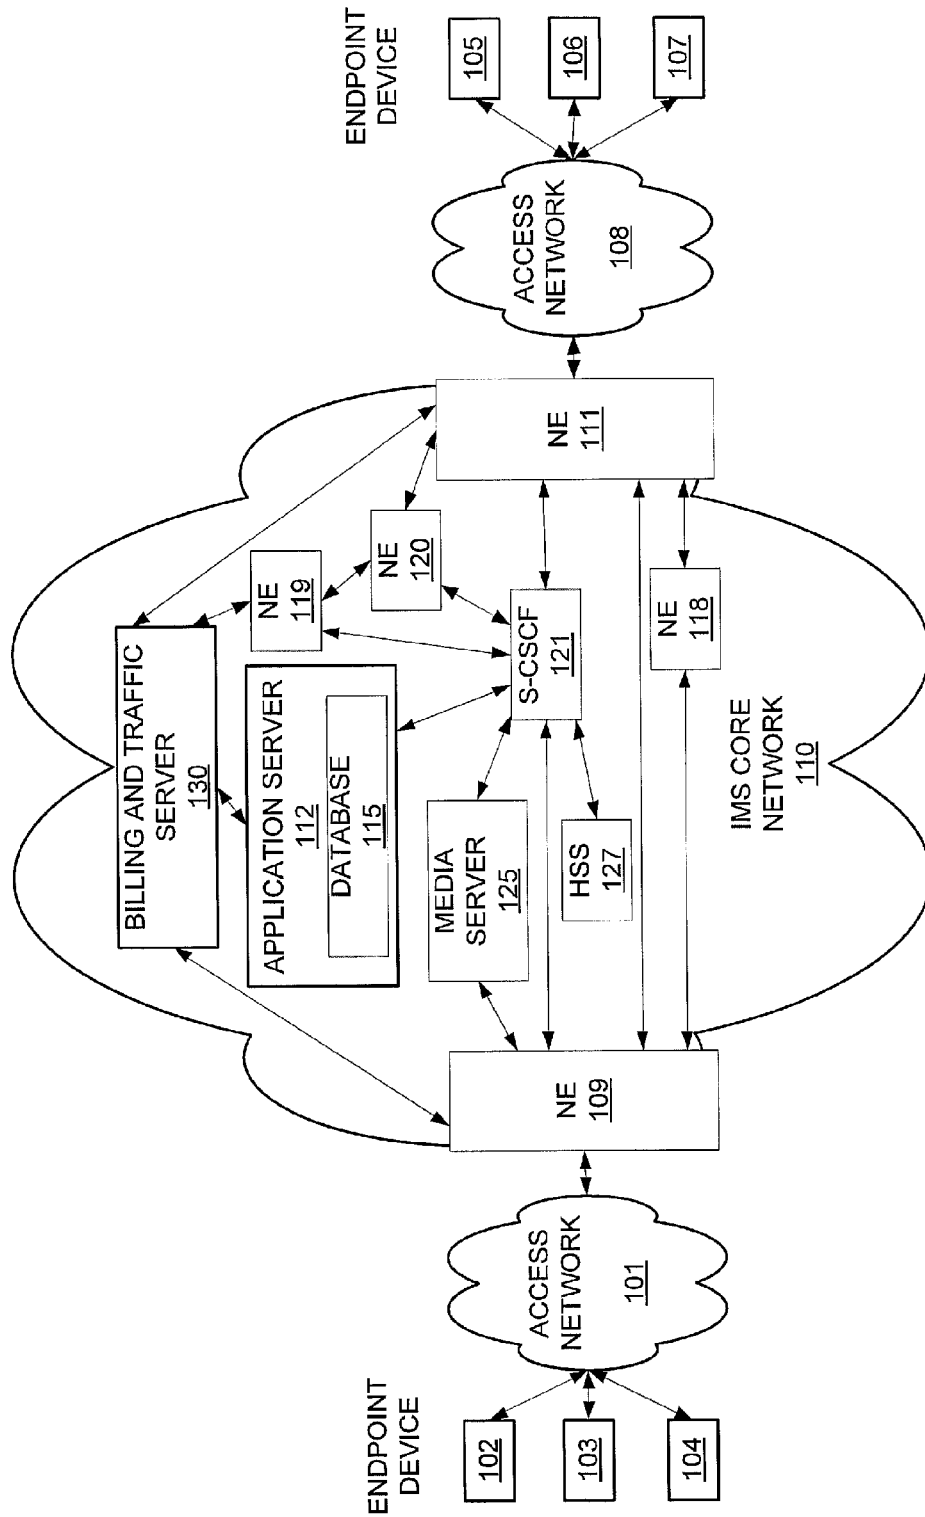 ENDPOINT
DEVICE
102
103
104
ACCESS
NETWORK
101
NE
109
BILLING AND TRAFFIC
SERVER
130
APPLICATION SERVER
112
DATABASE
115
MEDIA
SERVER
125
HSS
127
S-CSCF
121
NE
119
NE
120
NE
118
IMS CORE
NETWORK
110
NE
111
ACCESS
NETWORK
108
ENDPOINT
DEVICE
105
106
107